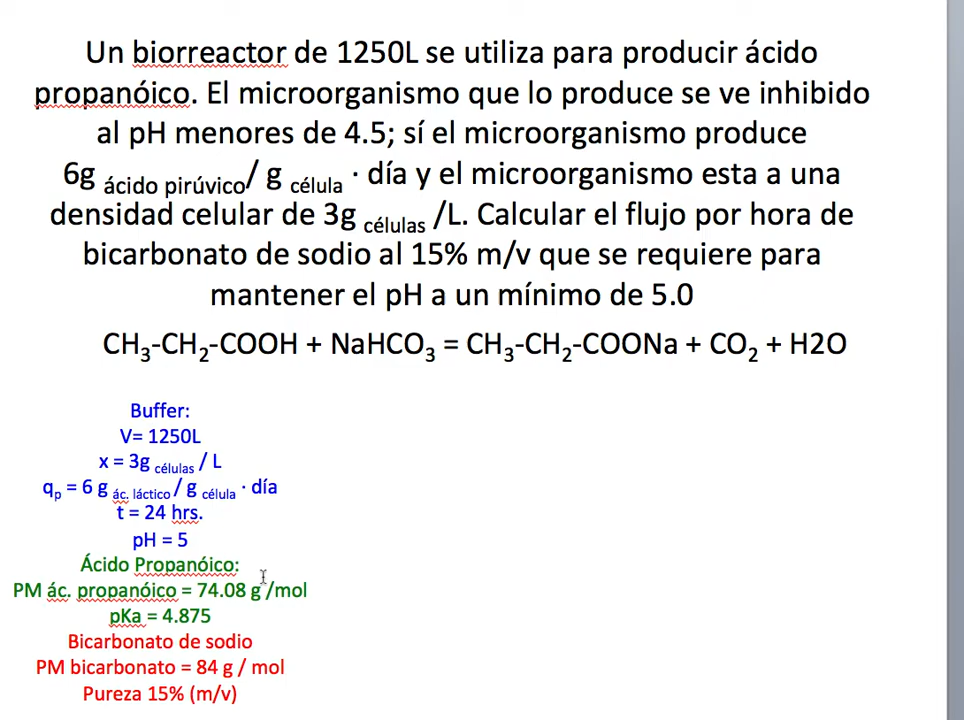 Un biorreactor de 1250L se utiliza para producir ácido
propanóico. El microorganismo que lo produce se ve inhibido
al pH menores de 4.5; sí el microorganismo produce
6g ácido pirúvico/ g célula · día y el microorganismo esta a una
densidad celular de 3g células /L. Calcular el flujo por hora de
bicarbonato de sodio al 15% m/v que se requiere para
mantener el pH a un mínimo de 5.0
CH3-CH2-COOH + NaHCO3 = CH3-CH2-COONa + CO2 + H2O
Buffer:
V= 1250L
x = 3g células / L
qp = 6 g ác. láctico / g célula · día
t = 24 hrs.
pH = 5
Ácido Propanóico:
PM ác. propanóico = 74.08 g /mol
pKa = 4.875
Bicarbonato de sodio
PM bicarbonato = 84 g / mol
Pureza 15% (m/v)